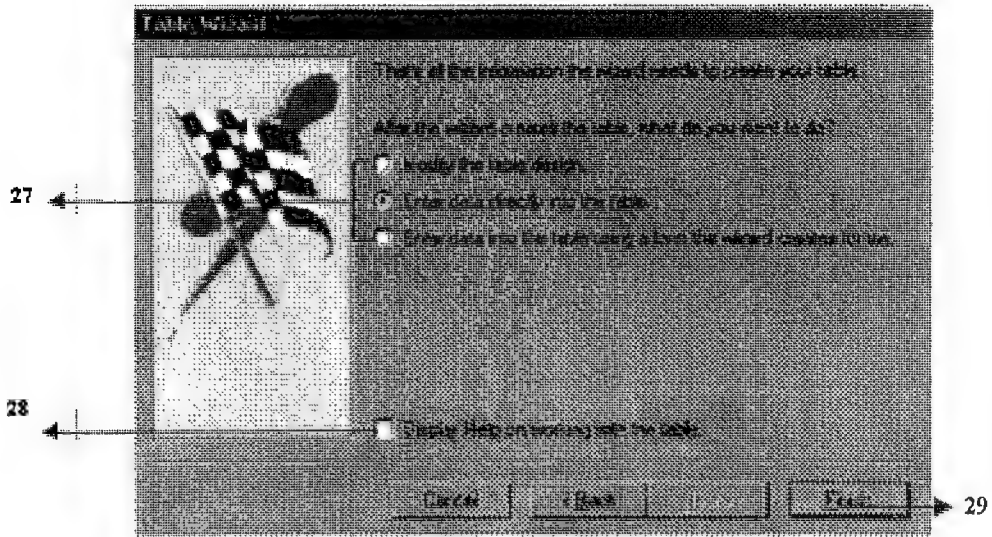 Table Wizard
That's all the information the wizard needs to create your table.
After the wizard creates the table, what do you want to do?
Modify the table design.
27
Enter data directly into the table.
Enter data into the table using a form the wizard creates for me.
28
Display Help on working with the table.
Cancel
< Back
Finish
29